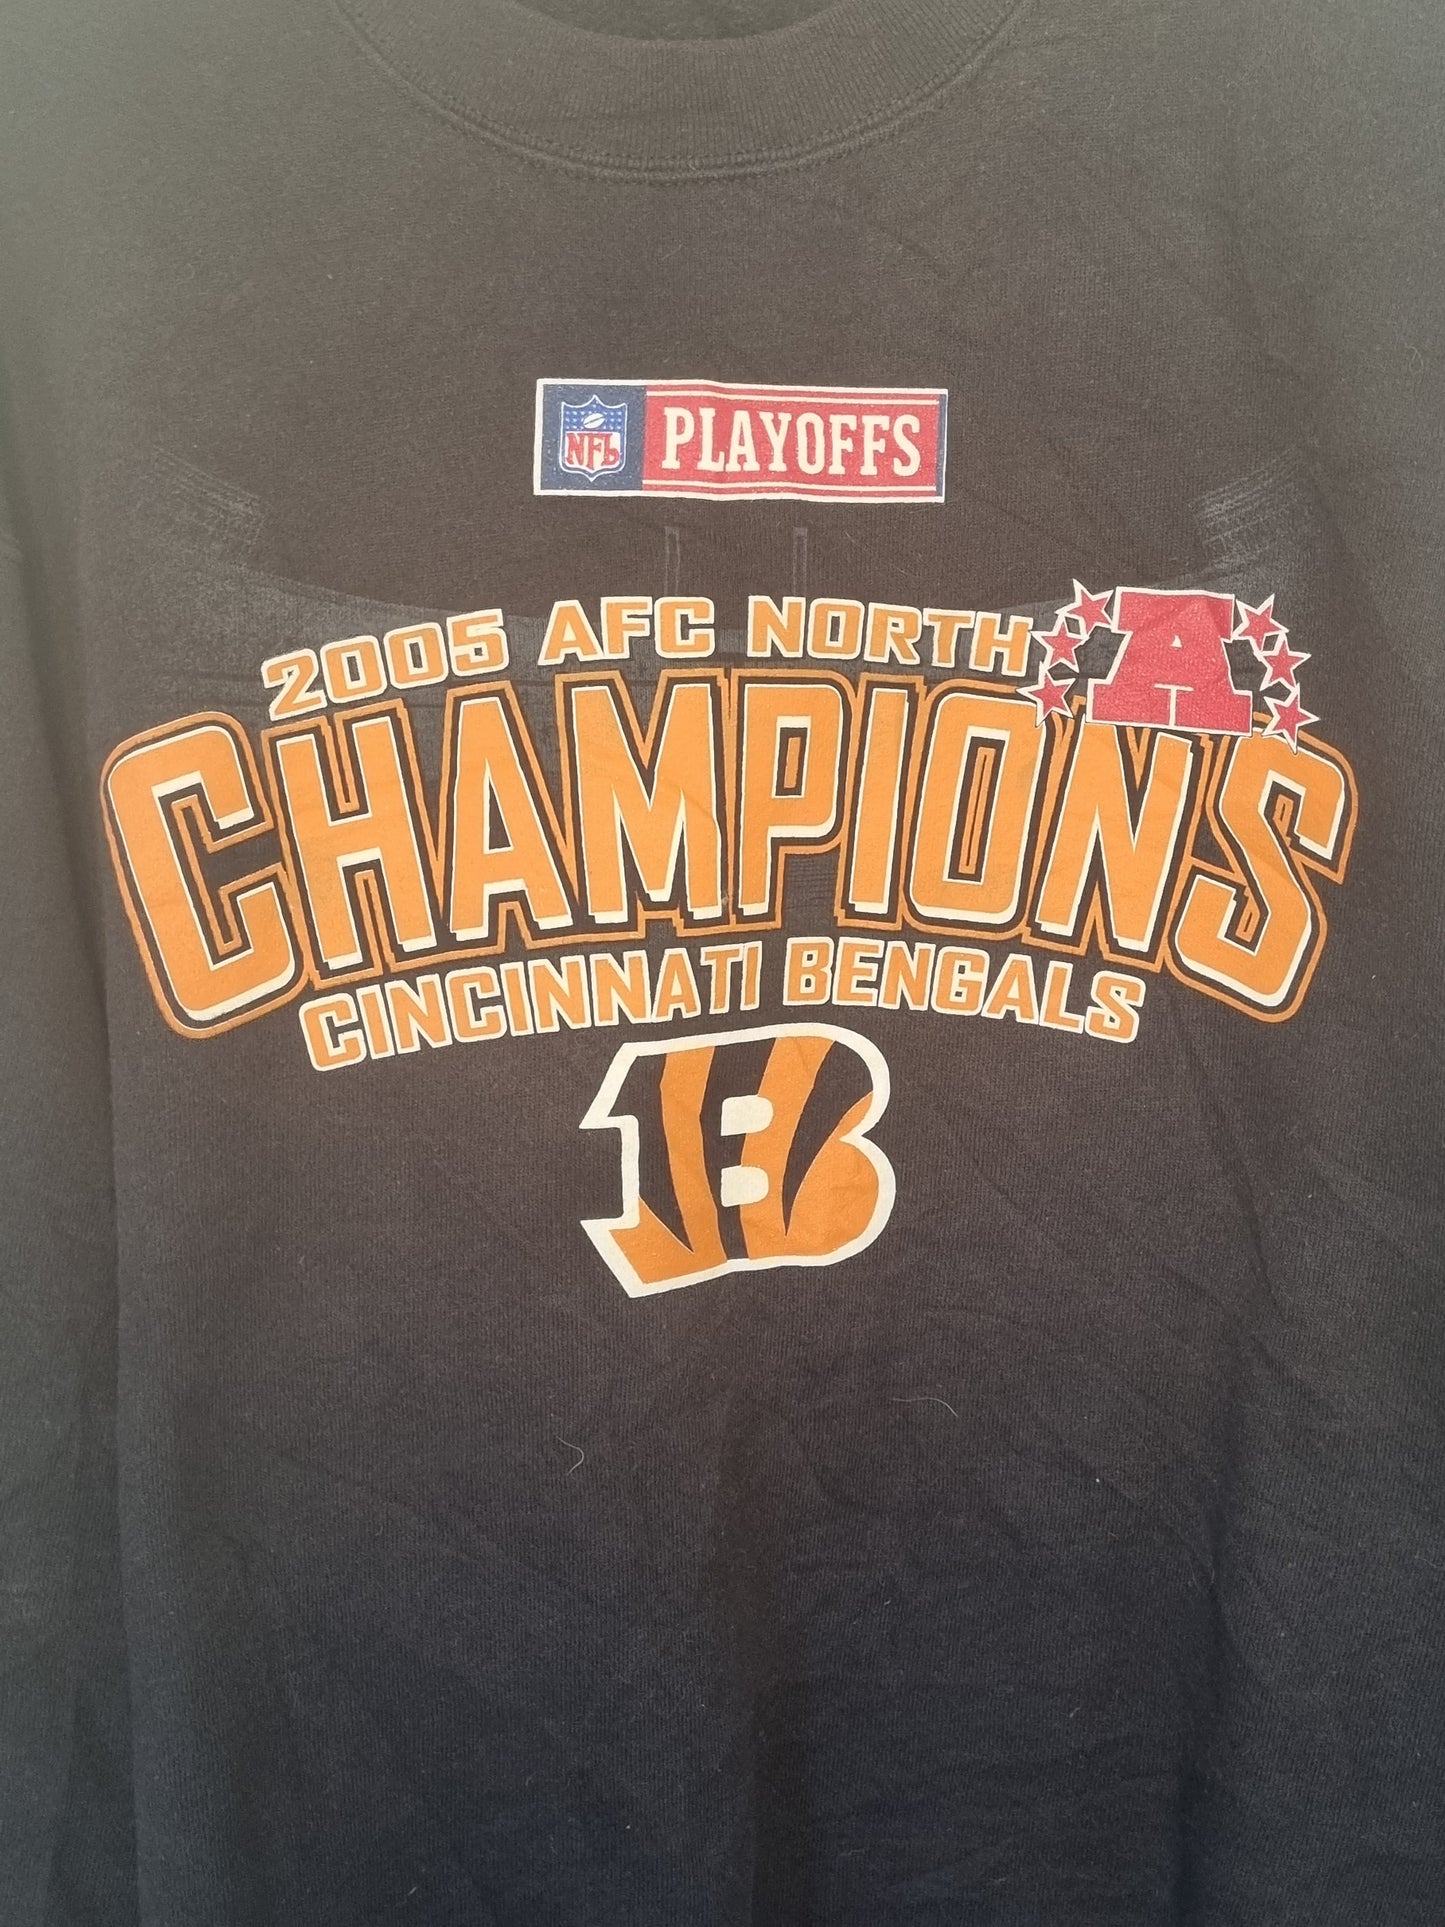 NFL PLAYOFFS
2005 AFC NORTH A
CHAMPIONS
CINCINNATI BENGALS
B